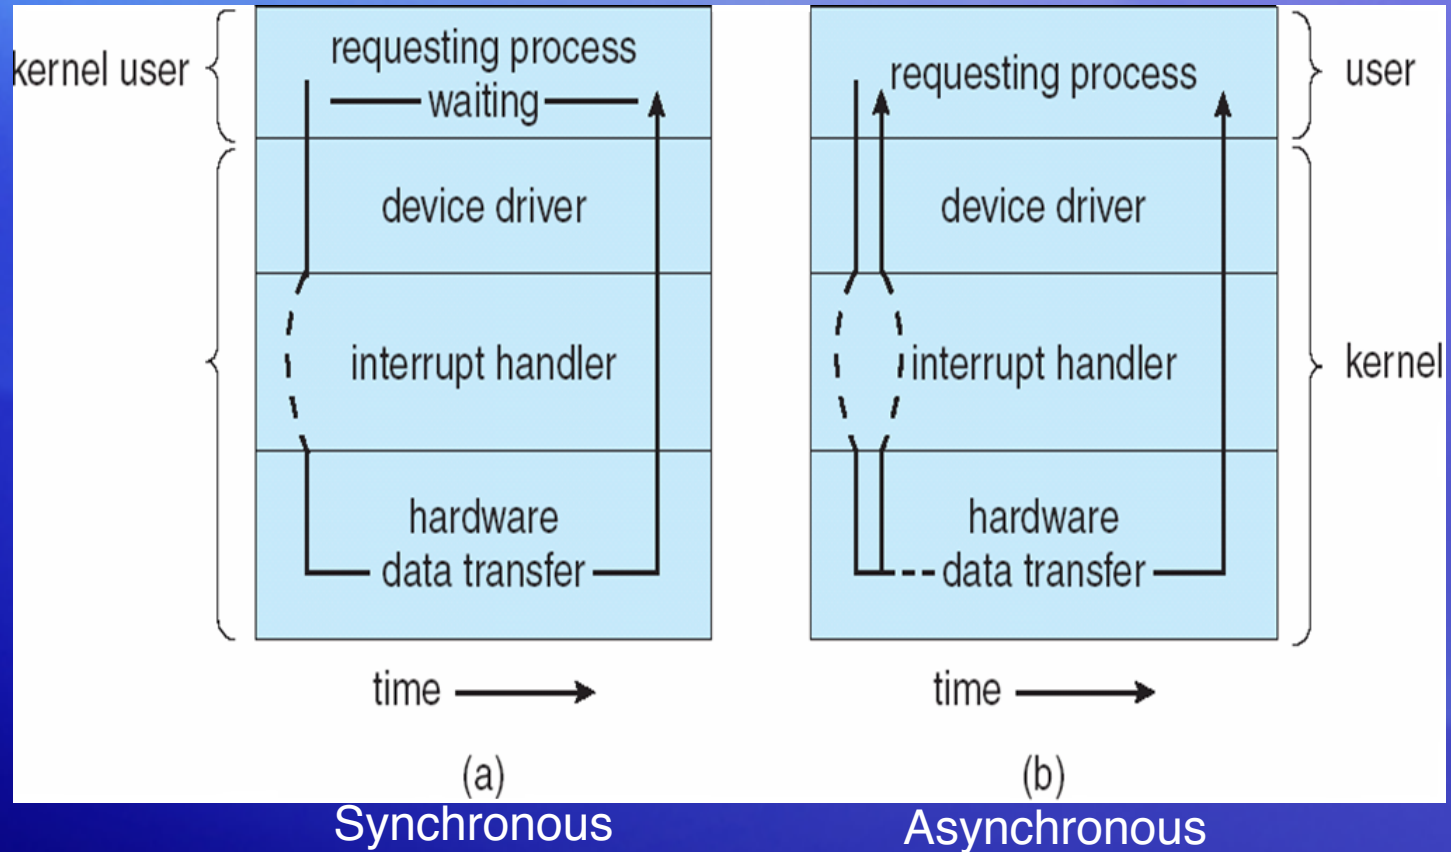 kernel user
requesting process
waiting
device driver
interrupt handler
hardware
data transfer
time
(a)
Synchronous
requesting process
user
device driver
interrupt handler
kernel
hardware
data transfer
time
(b)
Asynchronous